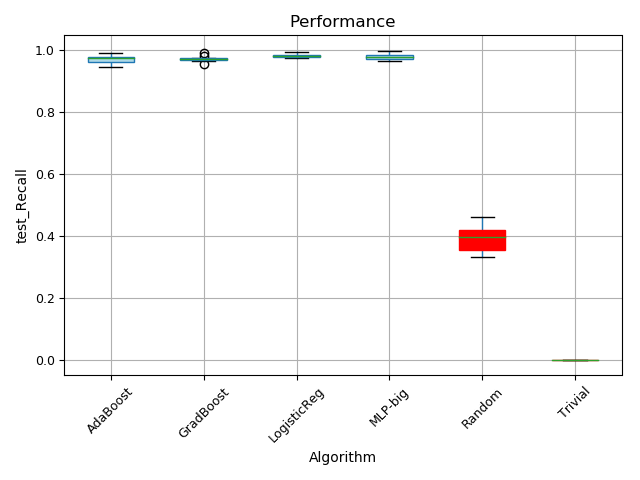 Performance
test_Recall
1.0
0.8
0.6
0.4
0.2
0.0
AdaBoost
GradBoost
LogisticReg
MLP-big
Random
Trivial
Algorithm